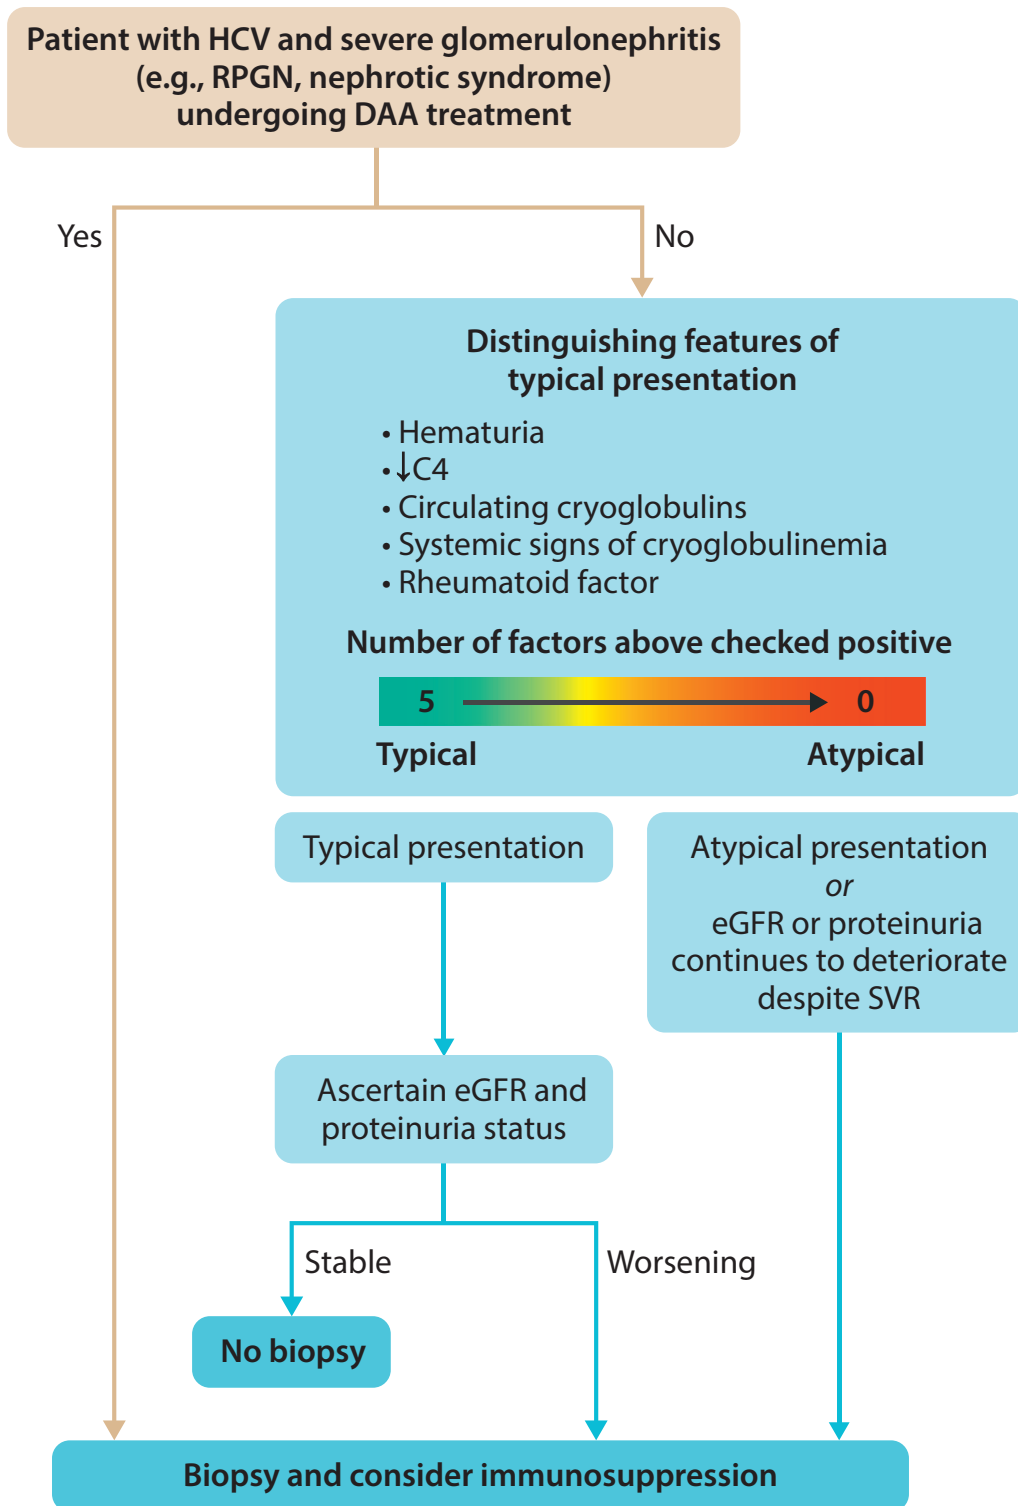 Patient with HCV and severe glomerulonephritis
(e.g., RPGN, nephrotic syndrome)
undergoing DAA treatment
Yes
No
Distinguishing features of
typical presentation
• Hematuria
• ↓C4
• Circulating cryoglobulins
• Systemic signs of cryoglobulinemia
• Rheumatoid factor
Number of factors above checked positive
5
0
Typical
Atypical
Typical presentation
Atypical presentation
or
eGFR or proteinuria
continues to deteriorate
despite SVR
Ascertain eGFR and
proteinuria status
Stable
Worsening
No biopsy
Biopsy and consider immunosuppression